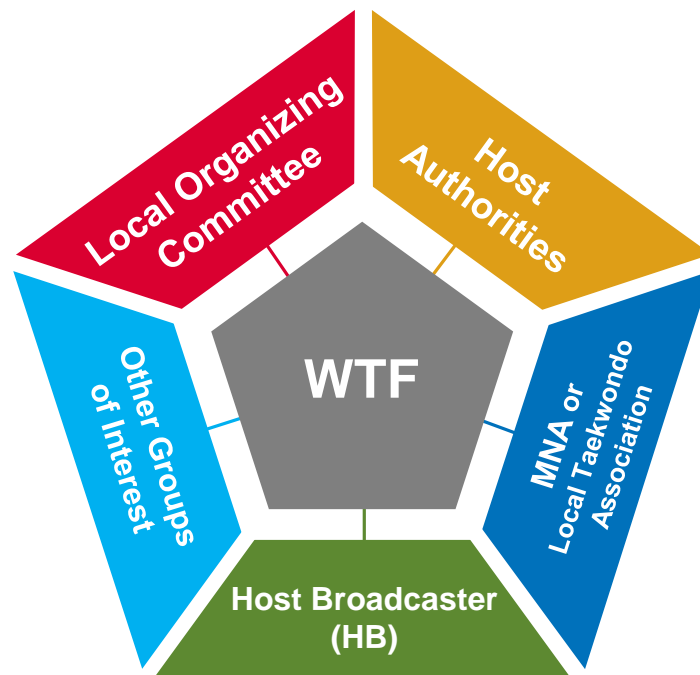 Local Organizing
Committee
Host
Authorities
WTF
Other Groups
of Interest
MNA or
Local Taekwondo
Association
Host Broadcaster
(HB)